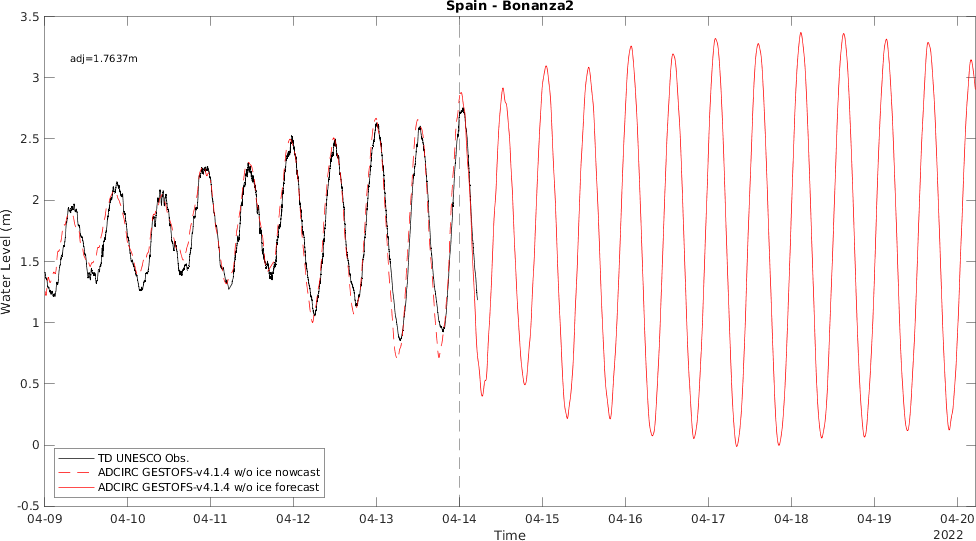 Spain - Bonanza2
adj=1.7637m
3.5
3
2.5
2
1.5
1
0.5
0
-0.5
Water Level (m)
TD UNESCO Obs.
ADCIRC GESTOFS-v4.1.4 w/o ice nowcast
ADCIRC GESTOFS-v4.1.4 w/o ice forecast
04-09 04-10 04-11 04-12 04-13 04-14 04-15 04-16 04-17 04-18 04-19 04-20
Time
2022